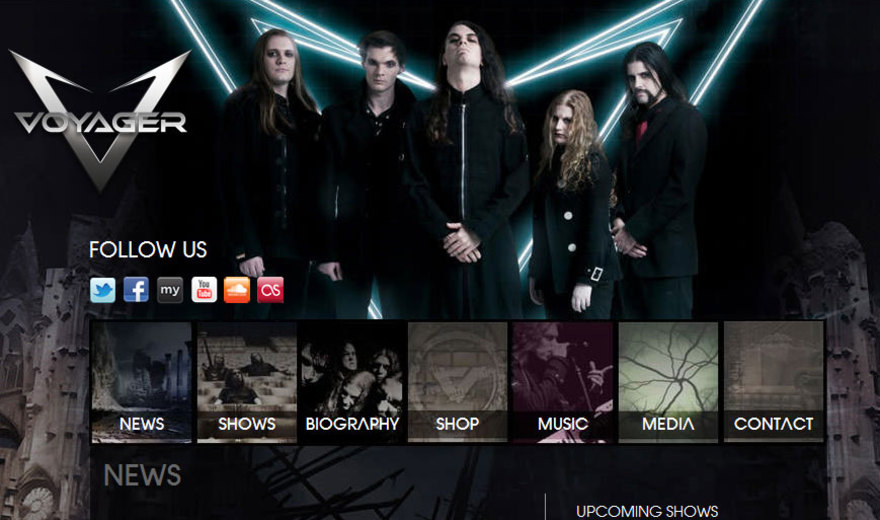 VOYAGER
FOLLOW US
my
You
Tube
NEWS
SHOWS
BIOGRAPHY
SHOP
MUSIC
MEDIA
CONTACT
NEWS
UPCOMING SHOWS